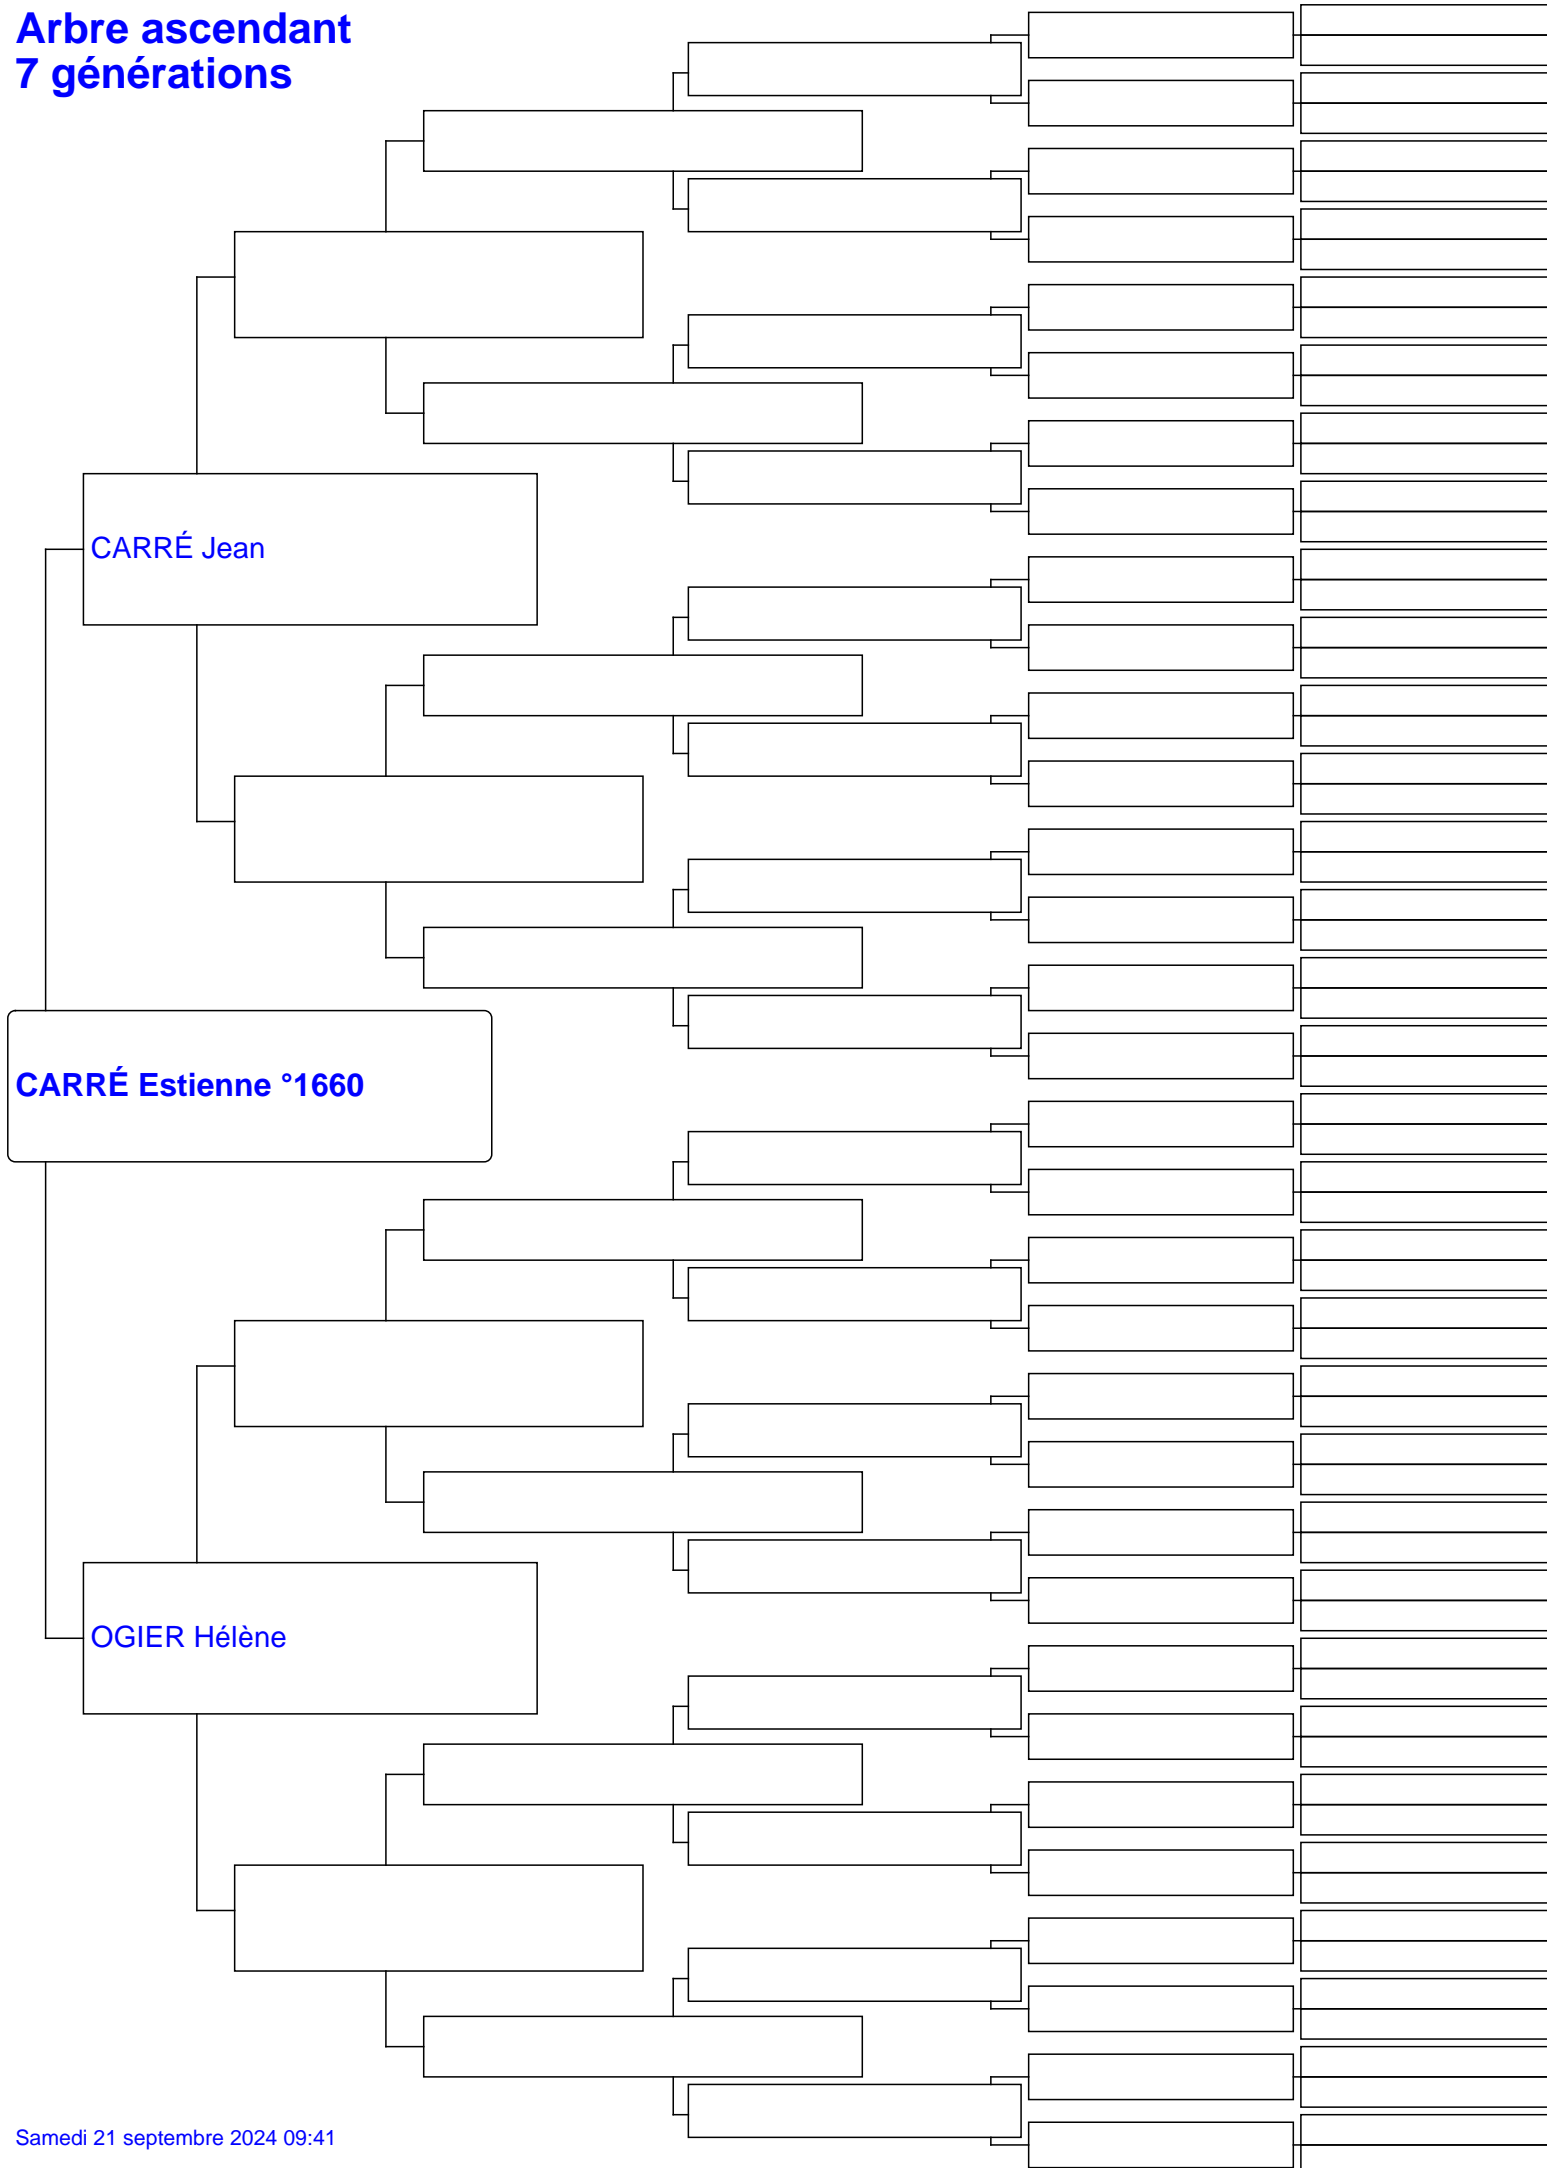 Arbre ascendant
7 générations
CARRÉ Jean
CARRÉ Estienne °1660
OGIER Hélène
Samedi 21 septembre 2024 09:41